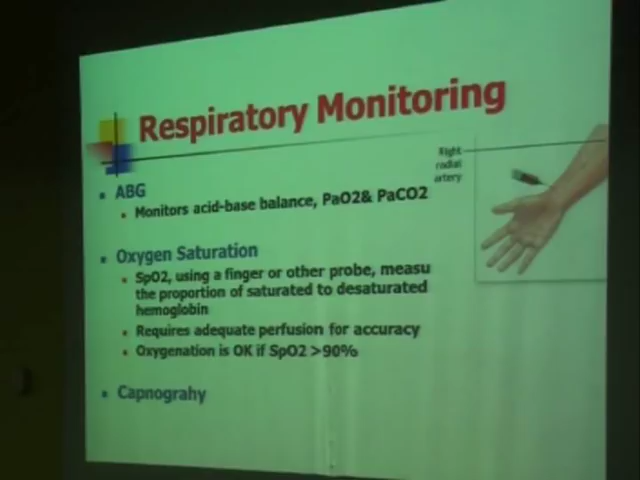 Respiratory Monitoring
Right
radial
artery
ABG
Monitors acid-base balance, PaO2& PaCO2
Oxygen Saturation
SpO2, using a finger or other probe, measu
the proportion of saturated to desaturated
hemoglobin
Requires adequate perfusion for accuracy
Oxygenation is OK if SpO2 >90%
Capnograhy